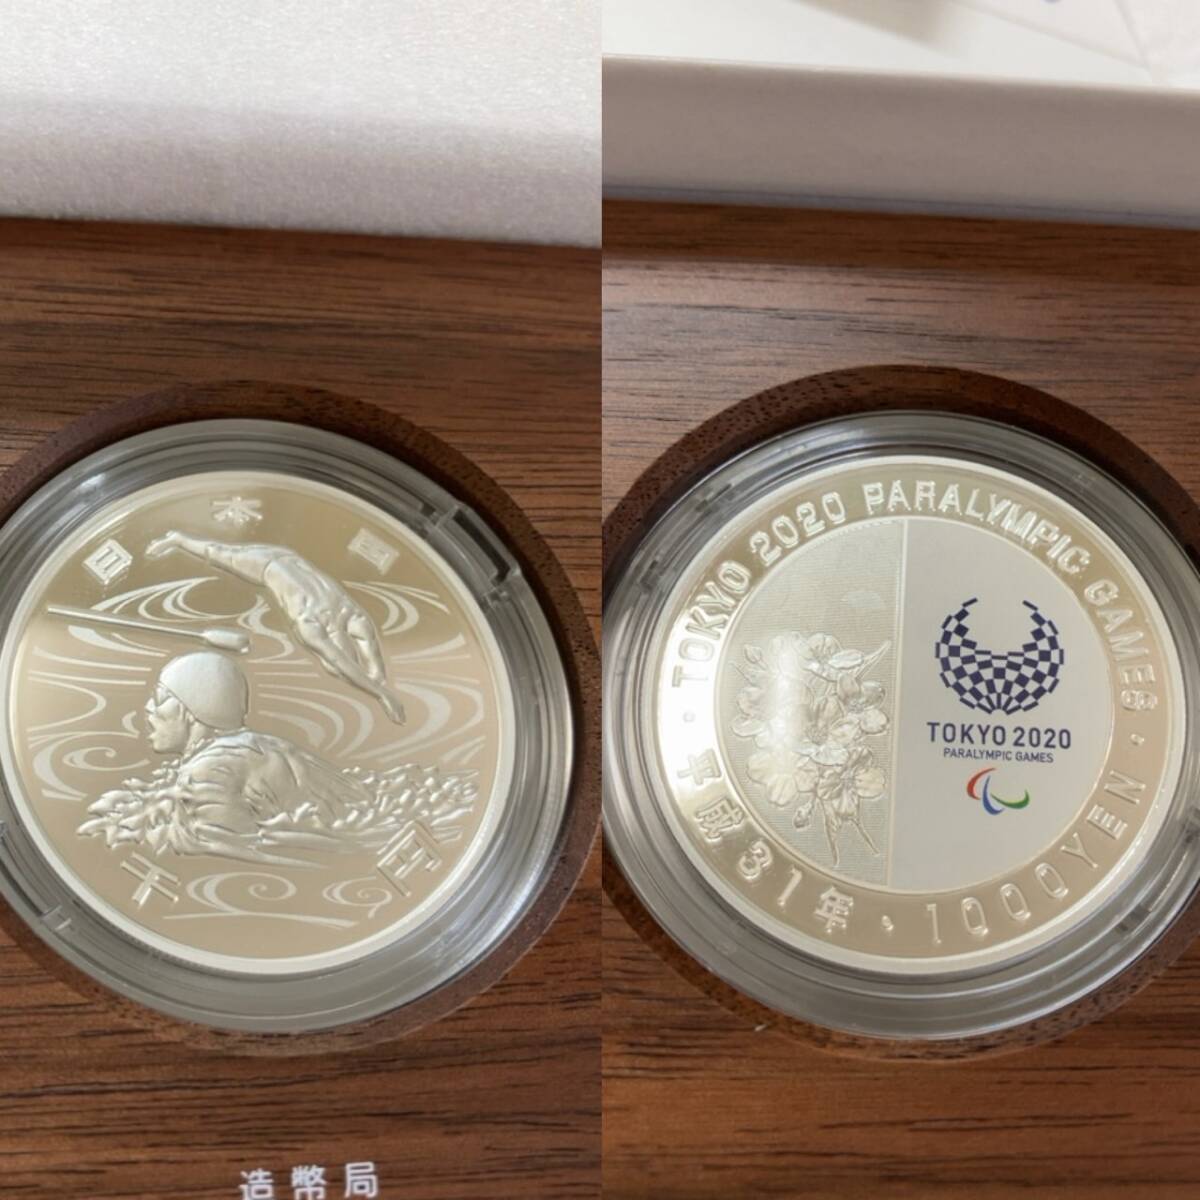 日本国
千円
造幣局
TOKYO 2020 PARALYMPIC GAMES
TOKYO 2020
PARALYMPIC GAMES
平成31年・1000YEN・